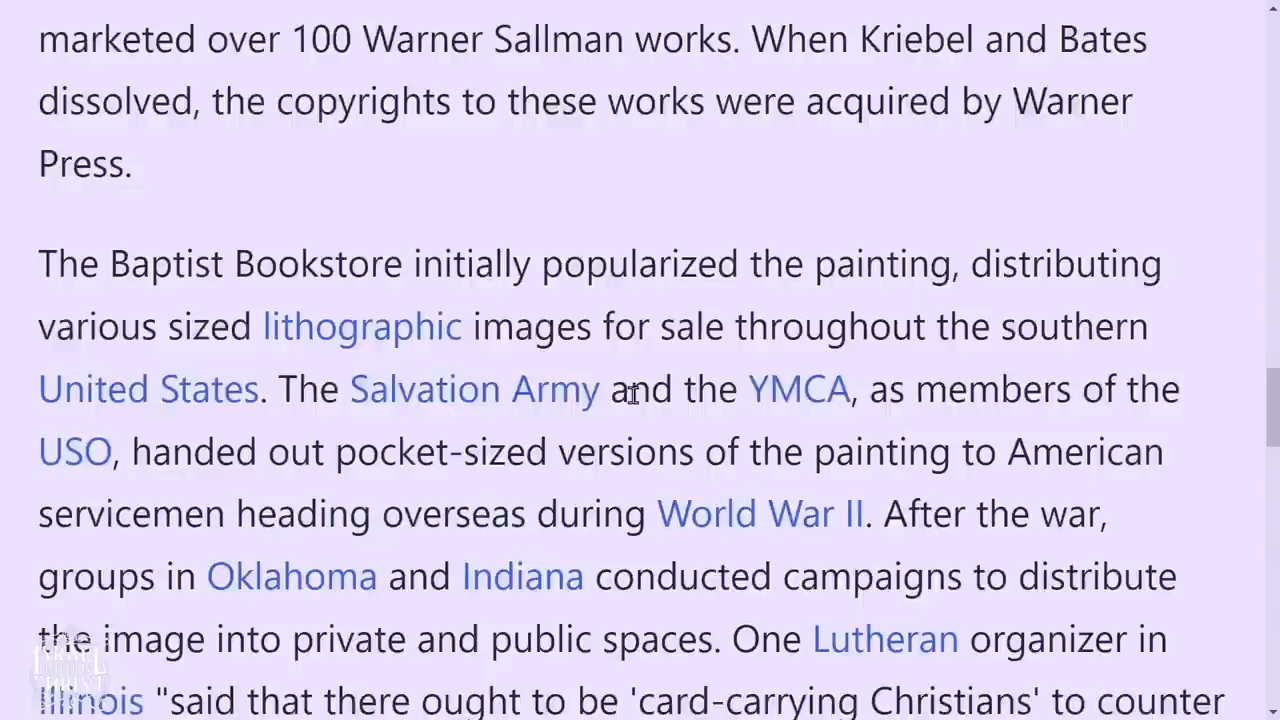 marketed over 100 Warner Sallman works. When Kriebel and Bates
dissolved, the copyrights to these works were acquired by Warner
Press.
The Baptist Bookstore initially popularized the painting, distributing
various sized lithographic images for sale throughout the southern
United States. The Salvation Army and the YMCA, as members of the
USO, handed out pocket-sized versions of the painting to American
servicemen heading overseas during World War II. After the war,
groups in Oklahoma and Indiana conducted campaigns to distribute
the image into private and public spaces. One Lutheran organizer in
Illinois "said that there ought to be 'card-carrying Christians' to counter
ISRAEL
CHRIST